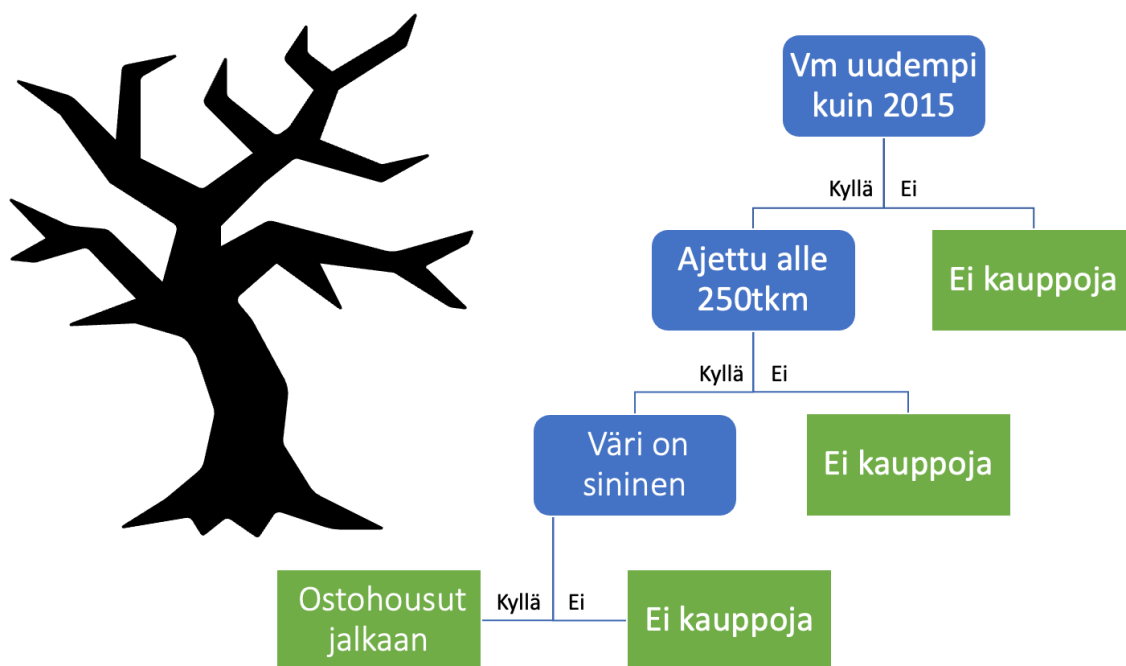 Vm uudempi
kuin 2015
Kyllä
Ei
Ajettu alle
250tkm
Ei kauppoja
Kyllä
Ei
Väri on
sininen
Ei kauppoja
Ostohousut
jalkaan
Kyllä
Ei
Ei kauppoja